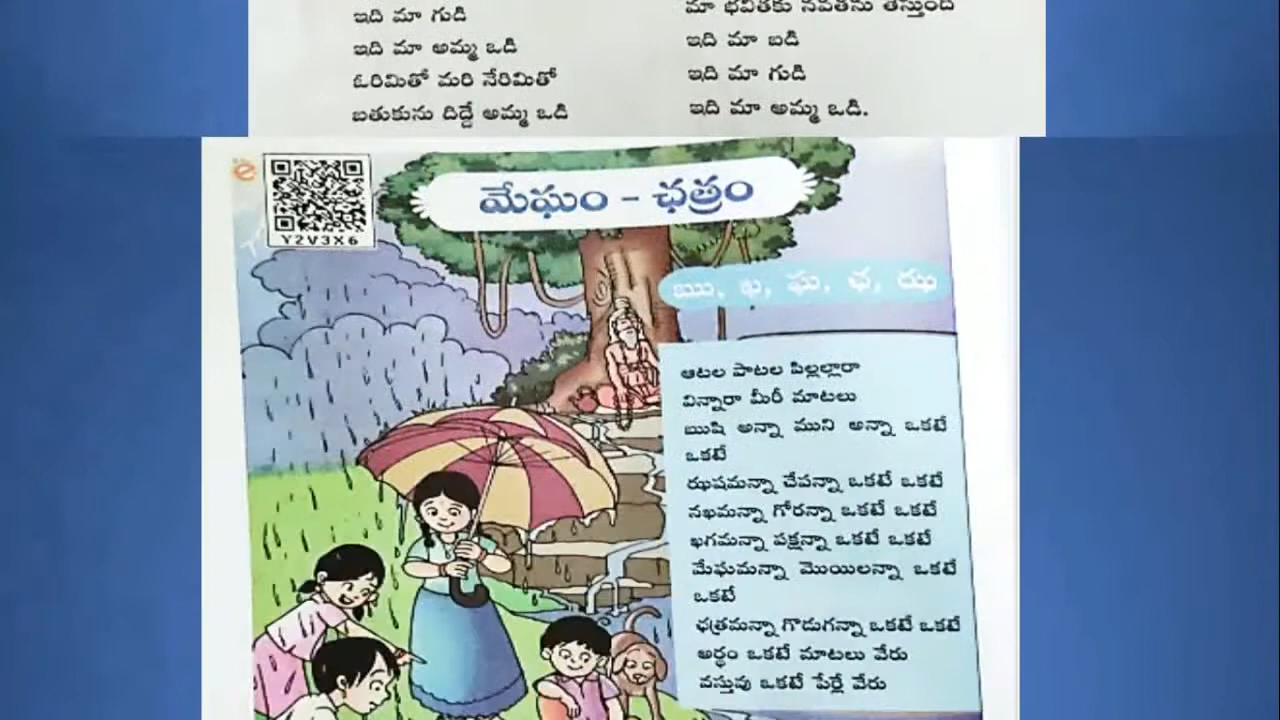 ఇది మా గుడి
ఇది మా అమ్మ ఒడి
ఓరిమితో మరి నేరిమితో
బతుకును దిద్దే అమ్మ ఒడి
మా భవితకు నవతను తెస్తుంది
ఇది మా బడి
ఇది మా గుడి
ఇది మా అమ్మ ఒడి.
Y2V3X6
మేఘం - ఛత్రం
ఋ, ఖ, ఘ, ఛ, ఝ
ఆటల పాటల పిల్లల్లారా
విన్నారా మీరీ మాటలు
ఋషి అన్నా ముని అన్నా ఒకటే
ఒకటే
ఝషమన్నా చేపన్నా ఒకటే ఒకటే
నఖమన్నా గోరన్నా ఒకటే ఒకటే
ఖగమన్నా పక్షన్నా ఒకటే ఒకటే
మేఘమన్నా మొయిలన్నా ఒకటే
ఒకటే
ఛత్రమన్నా గొడుగన్నా ఒకటే ఒకటే
అర్థం ఒకటే మాటలు వేరు
వస్తువు ఒకటే పేర్లే వేరు